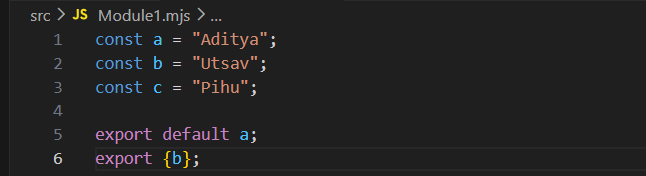 src > JS Module1.mjs > ...
1 const a = "Aditya";
2 const b = "Utsav";
3 const c = "Pihu";
4
5 export default a;
6 export {b};